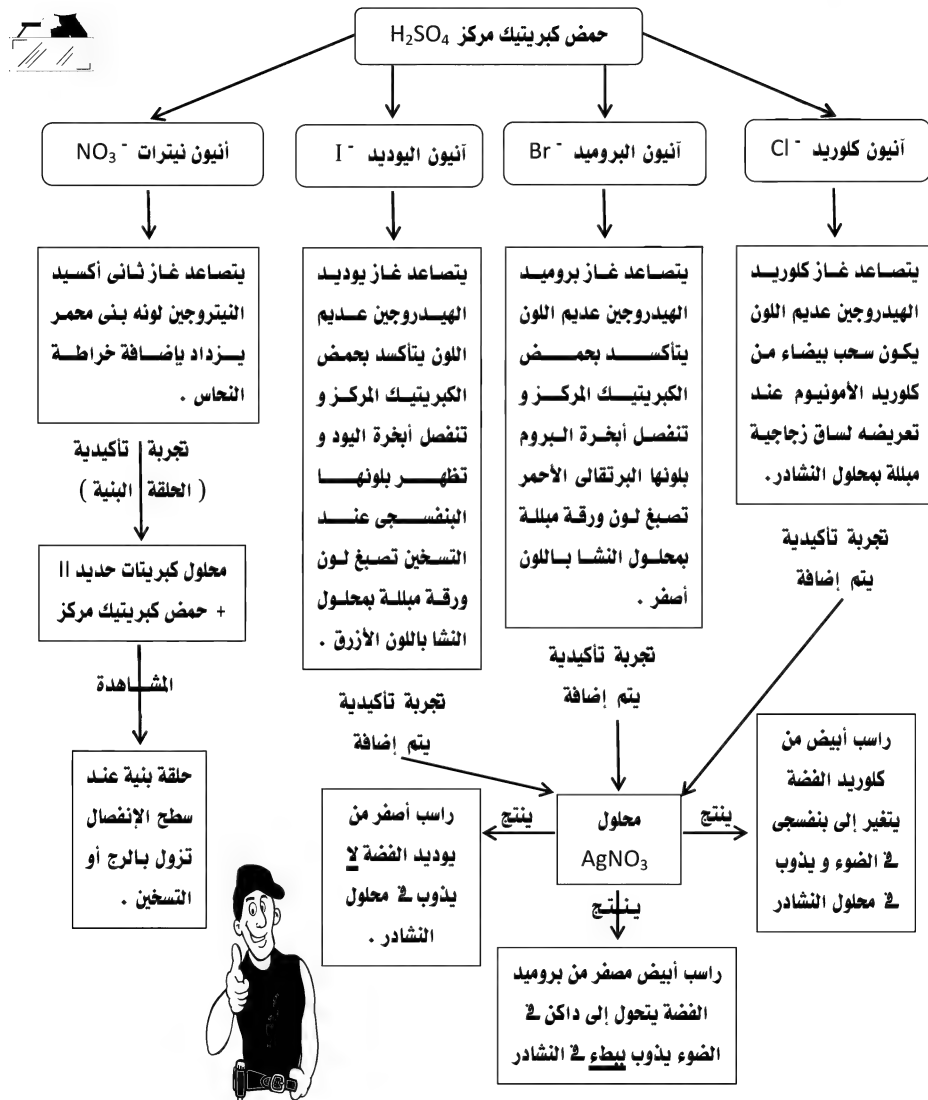 حمض كبريتيك مركز H₂SO₄
آنيون كلوريد Cl⁻
آنيون البروميد Br⁻
آنيون اليوديد I⁻
أنيون نيترات NO₃⁻
يتصاعد غاز كلوريد
الهيدروجين عديم اللون
يكون سحب بيضاء من
كلوريد الأمونيوم عند
تعريضه لساق زجاجية
مبللة بمحلول النشادر.
يتصاعد غاز بروميد
الهيدروجين عديم اللون
يتأكسد بحمض
الكبريتيك المركز و
تنفصل أبخرة البروم
بلونها البرتقالى الأحمر
تصبغ لون ورقة مبللة
بمحلول النشا باللون
أصفر .
يتصاعد غاز يوديد
الهيدروجين عديم
اللون يتأكسد بحمض
الكبريتيك المركز و
تنفصل أبخرة اليود و
تظهر بلونها
البنفسجى عند
التسخين تصبغ لون
ورقة مبللة بمحلول
النشا باللون الأزرق .
يتصاعد غاز ثانى أكسيد
النيتروجين لونه بنى محمر
يزداد بإضافة خراطة
النحاس .
تجربة تأكيدية
يتم إضافة
تجربة تأكيدية
يتم إضافة
تجربة تأكيدية
يتم إضافة
تجربة تأكيدية
( الحلقة البنية )
محلول كبريتات حديد II
+ حمض كبريتيك مركز
المشاهدة
حلقة بنية عند
سطح الإنفصال
تزول بالرج أو
التسخين .
محلول
AgNO₃
ينتج
راسب أبيض من
كلوريد الفضة
يتغير إلى بنفسجى
فى الضوء و يذوب
فى محلول النشادر
ينتج
راسب أصفر من
يوديد الفضة لا
يذوب فى محلول
النشادر .
ينتج
راسب أبيض مصفر من بروميد
الفضة يتحول إلى داكن فى
الضوء يذوب ببطء فى النشادر